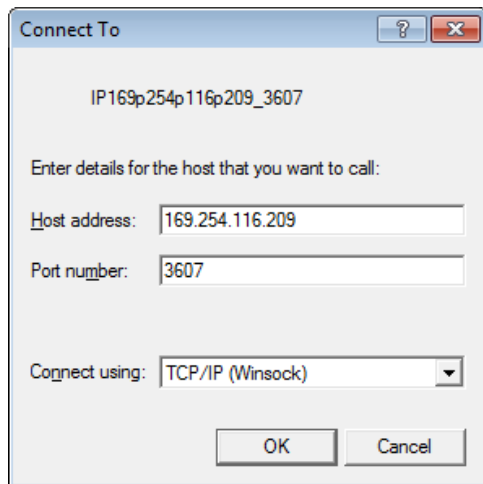 Connect To
?
IP169p254p116p209_3607
Enter details for the host that you want to call:
Host address: 169.254.116.209
Port number: 3607
Connect using: TCP/IP (Winsock)
OK Cancel